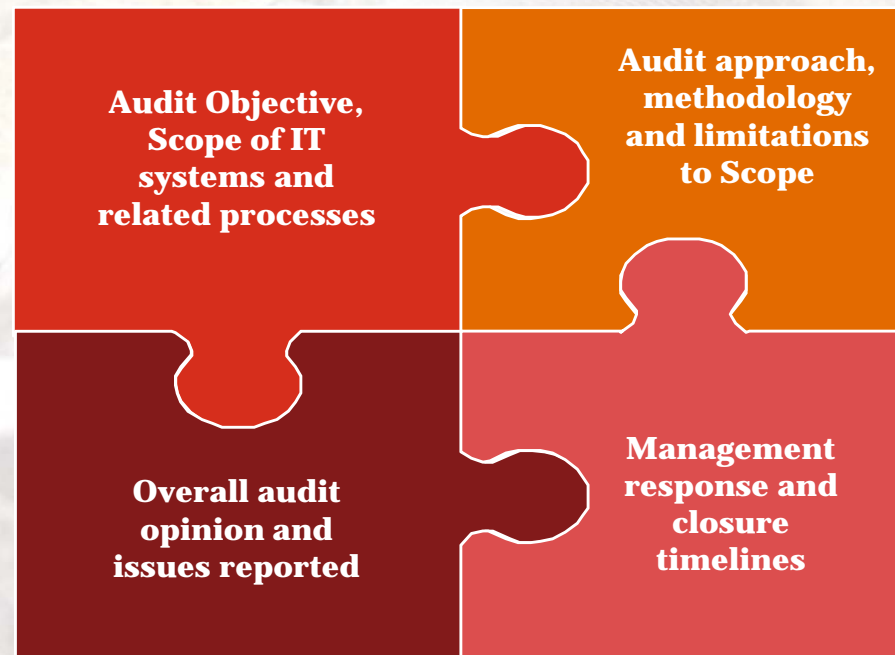 Audit Objective,
Scope of IT
systems and
related processes
Audit approach,
methodology
and limitations
to Scope
Overall audit
opinion and
issues reported
Management
response and
closure
timelines